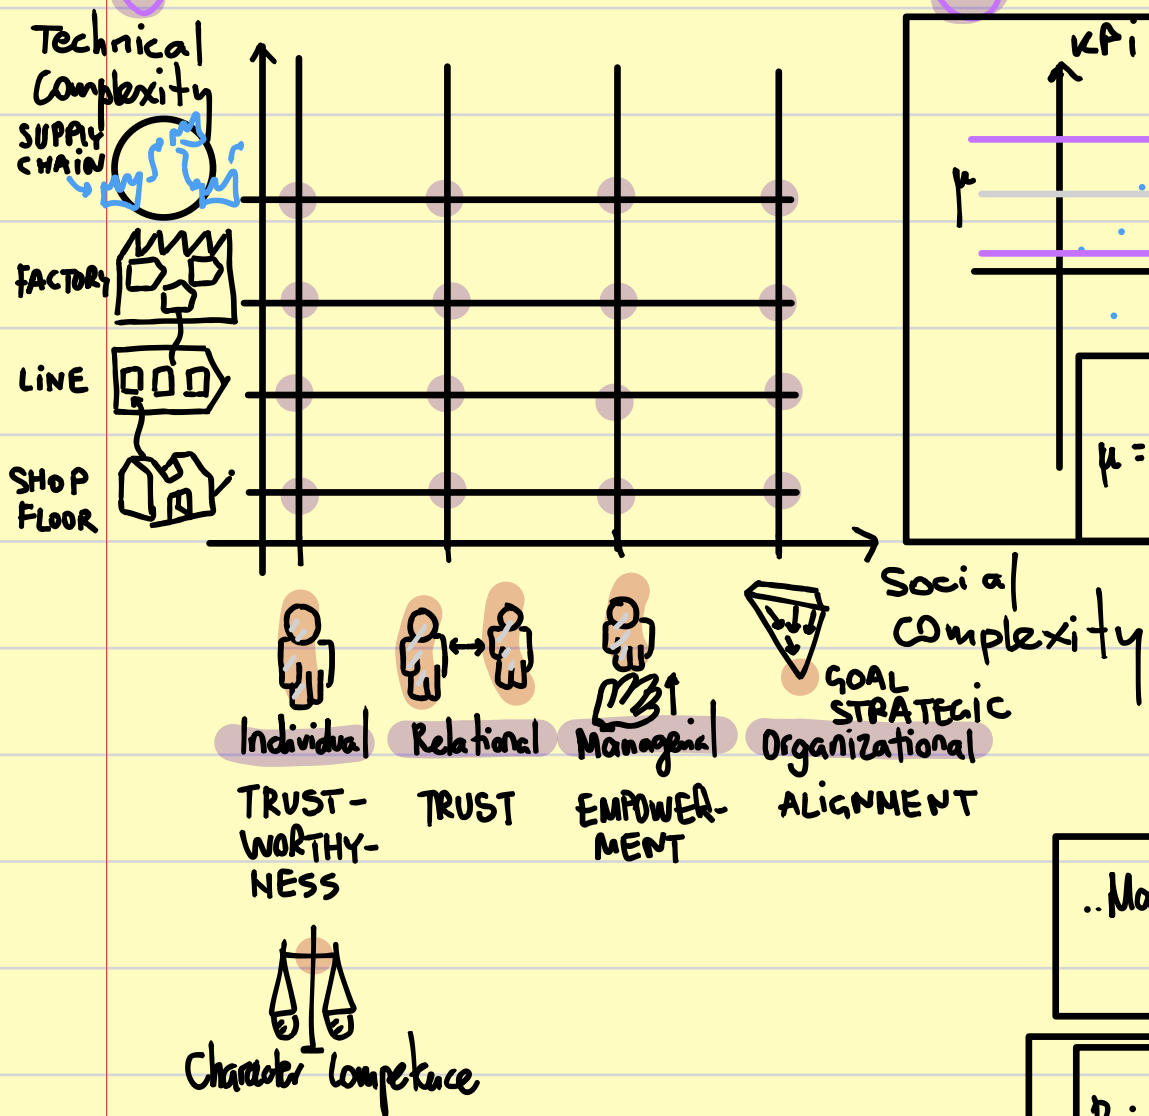 Technical
Complexity
SUPPLY
CHAIN
FACTORY
LINE
SHOP
FLOOR
KPI
μ
μ =
Social
Complexity
GOAL
STRATEGIC
Individual
Relational
Managerial
Organizational
TRUST-
WORTHY-
NESS
TRUST
EMPOWER-
MENT
ALIGNMENT
..Mo
Character Competence